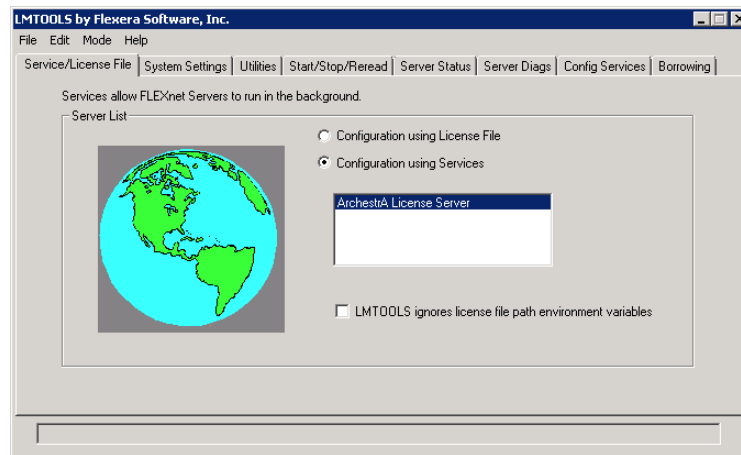 LMTOOLS by Flexera Software, Inc.
File Edit Mode Help
Service/License File System Settings Utilities Start/Stop/Reread Server Status Server Diags Config Services Borrowing
Services allow FLEXnet Servers to run in the background.
Server List
Configuration using License File
Configuration using Services
ArchestrA License Server
LMTOOLS ignores license file path environment variables